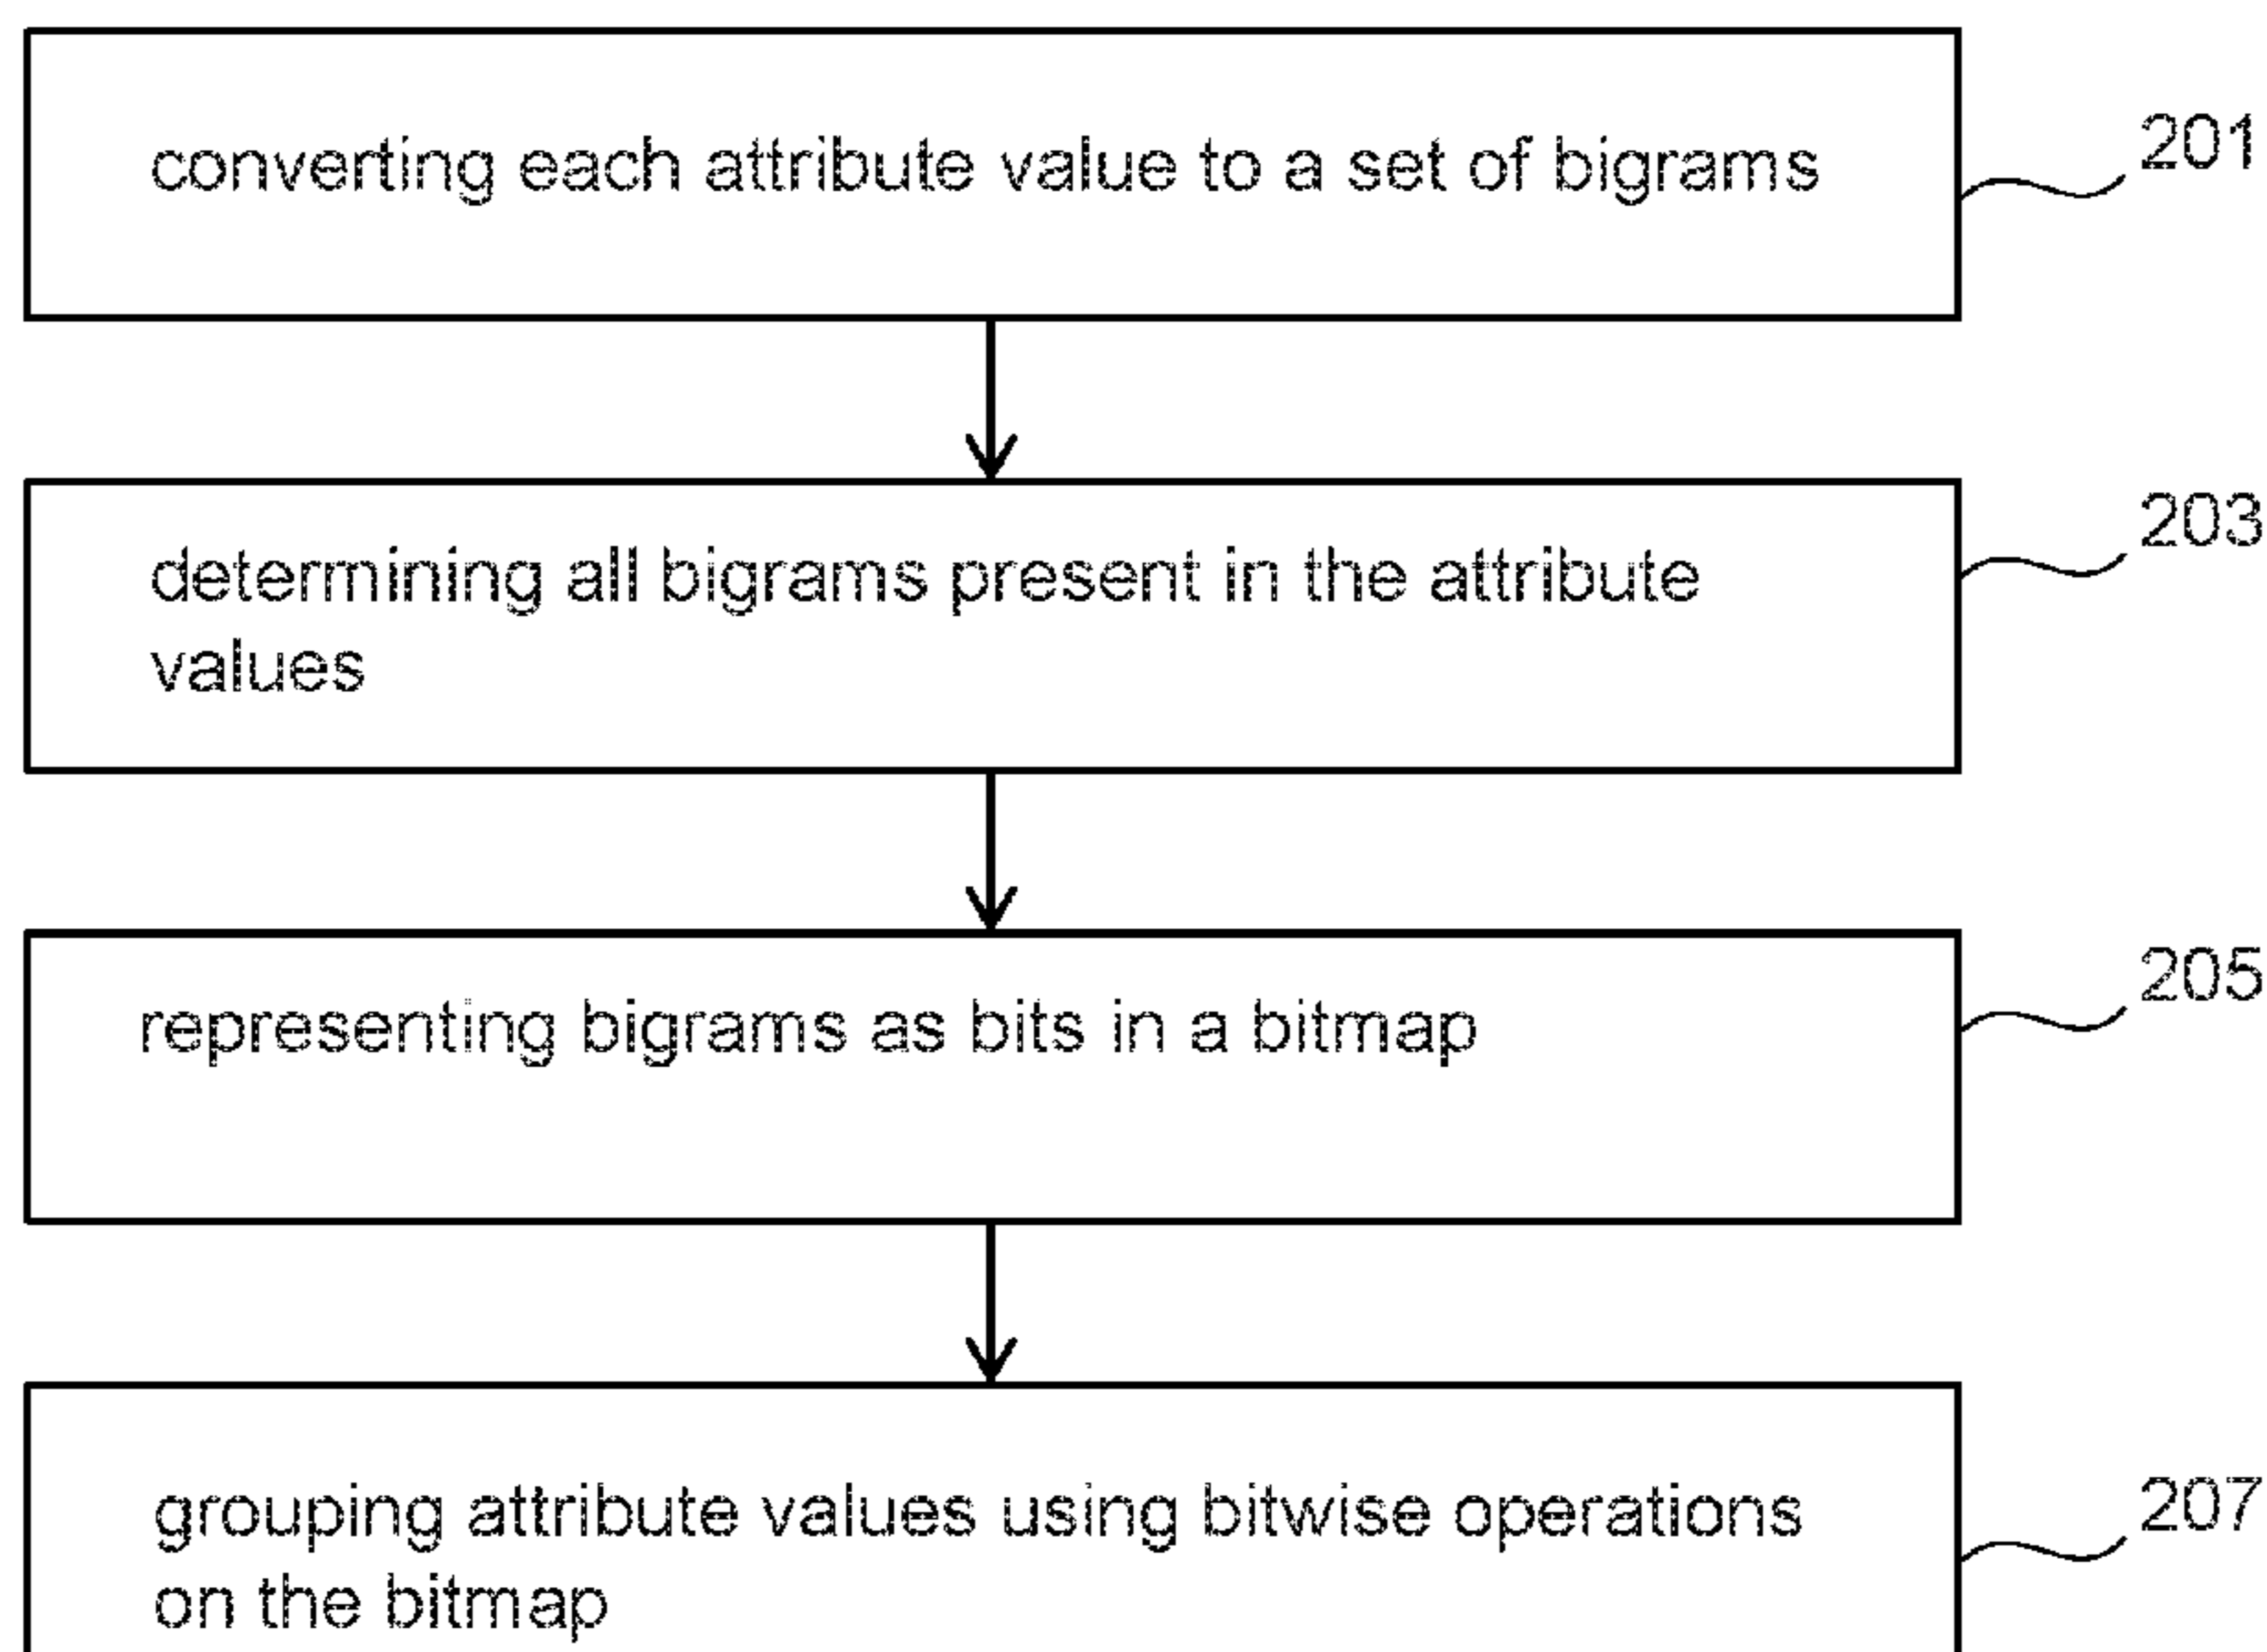 converting each attribute value to a set of bigrams
201
determining all bigrams present in the attribute
values
203
representing bigrams as bits in a bitmap
205
grouping attribute values using bitwise operations
on the bitmap
207